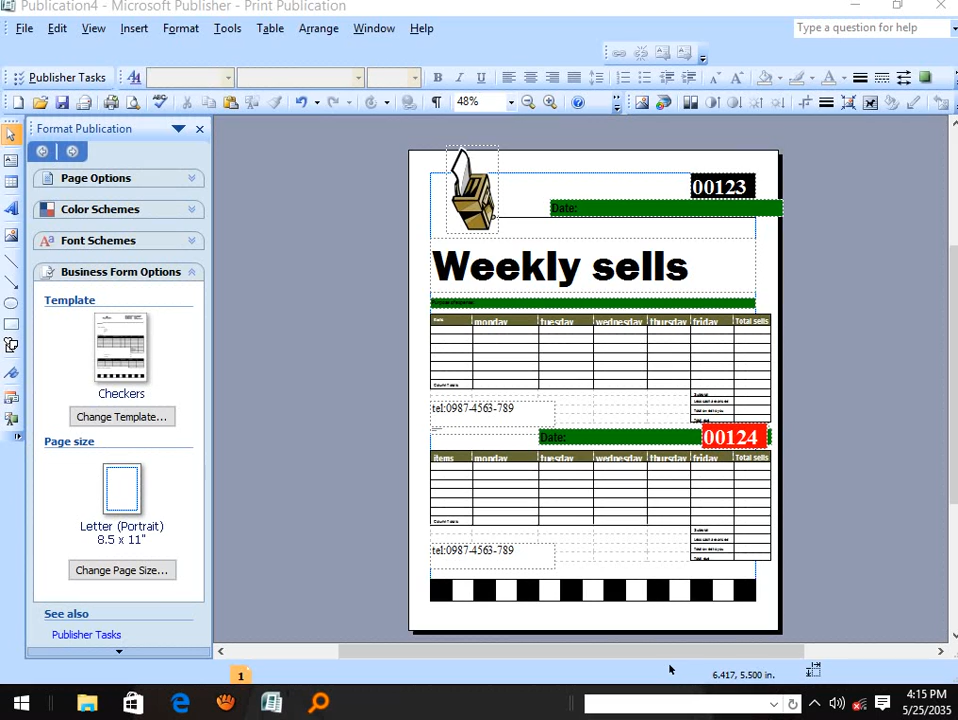 Publication4 - Microsoft Publisher - Print Publication
File Edit View Insert Format Tools Table Arrange Window Help
Type a question for help
Publisher Tasks
48%
Format Publication
Page Options
Color Schemes
Font Schemes
Business Form Options
Template
Checkers
Change Template...
Page size
Letter (Portrait)
8.5 x 11"
Change Page Size...
See also
Publisher Tasks
00123
Date:
Weekly sells
monday tuesday wednesday thursday friday Total sells
tel:0987-4563-789
Date:
00124
items monday tuesday wednesday thursday friday Total sells
tel:0987-4563-789
1
6.417, 5.500 in.
4:15 PM
5/25/2035